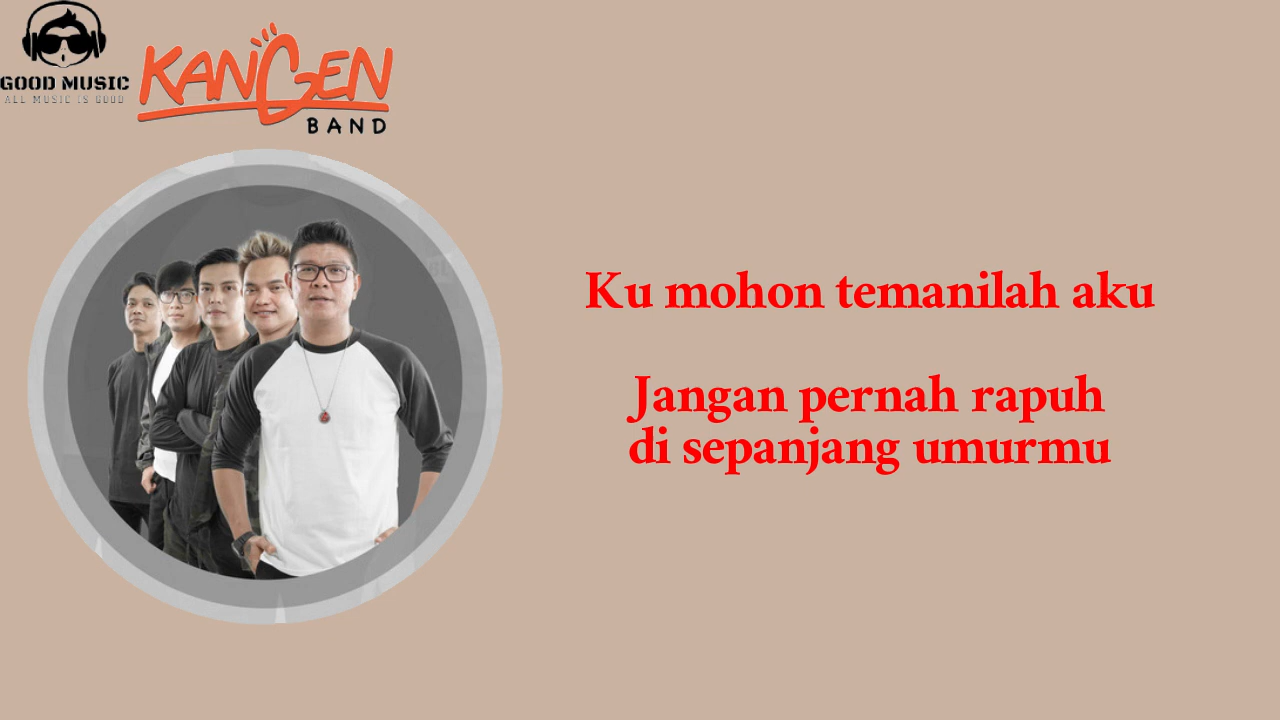 GOOD MUSIC
ALL MUSIC IS GOOD
KANGEN
BAND
Ku mohon temanilah aku
Jangan pernah rapuh
di sepanjang umurmu